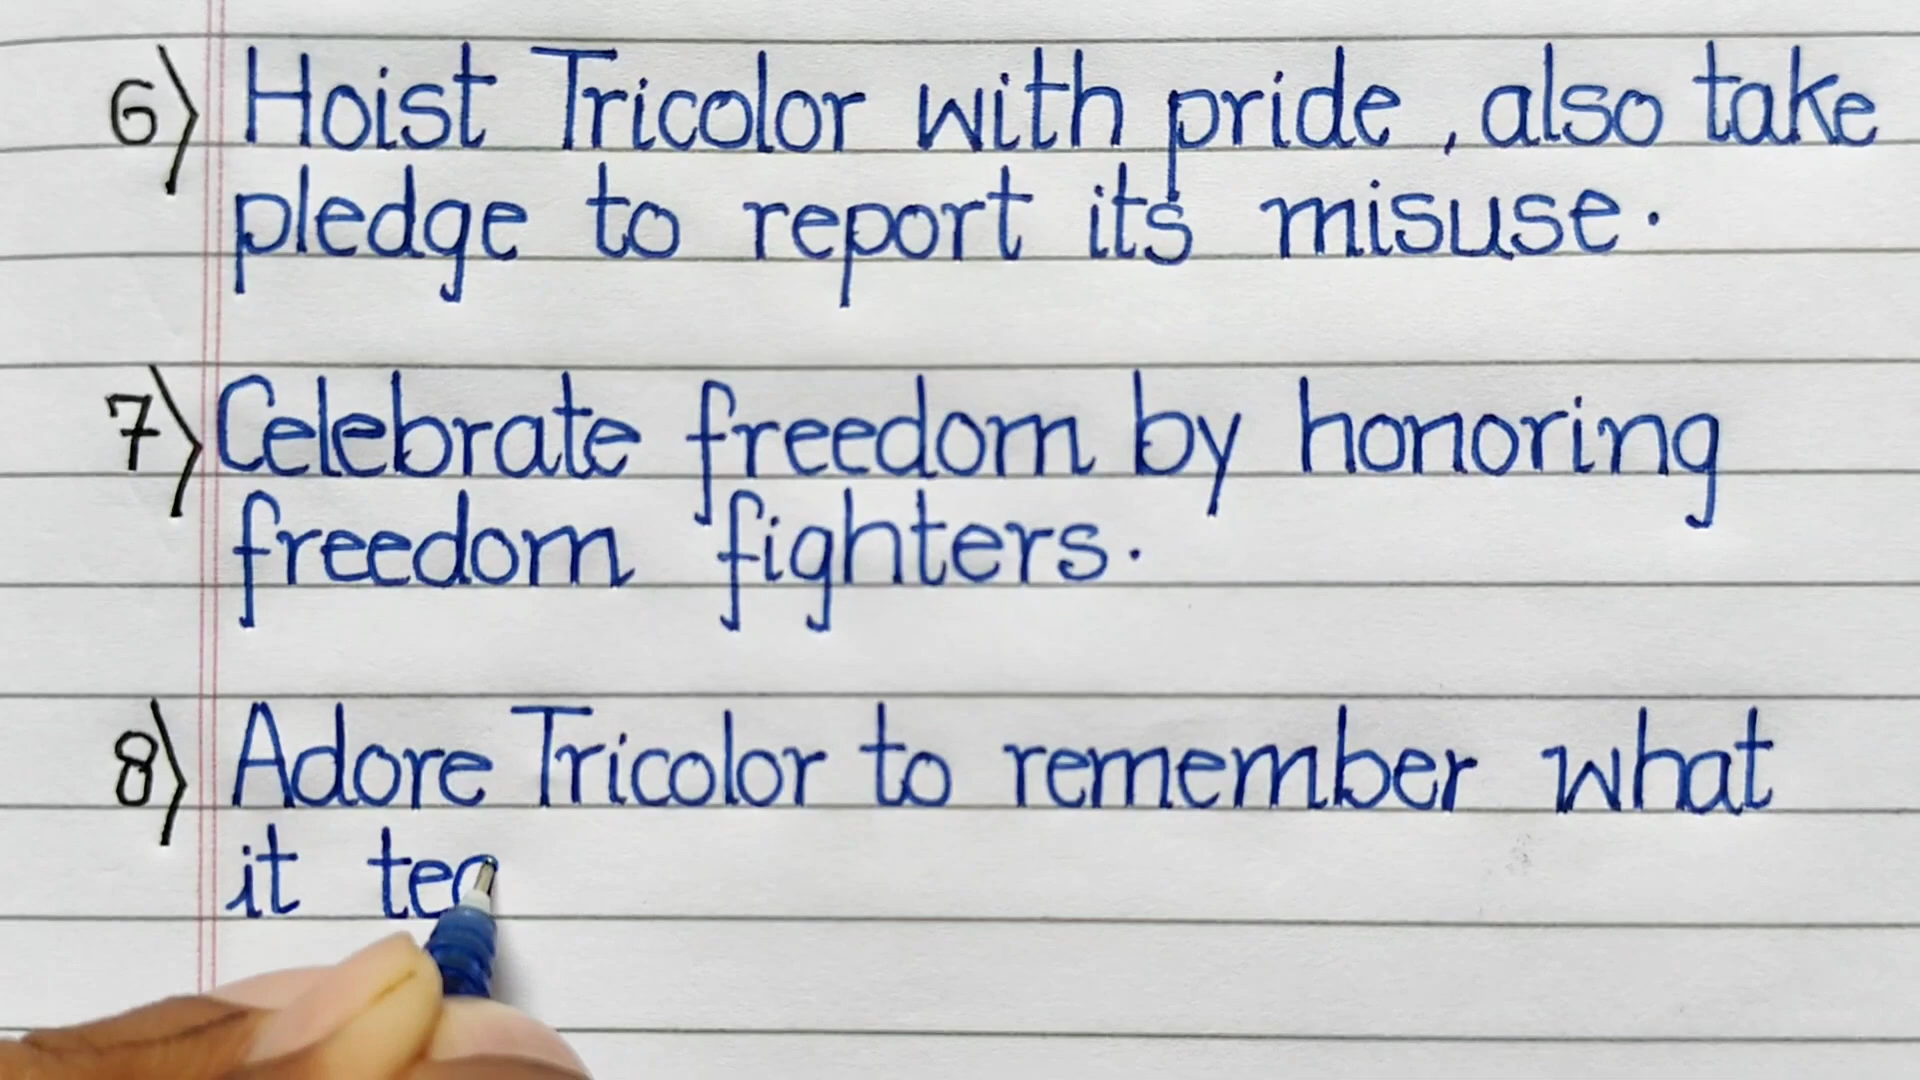 6) Hoist Tricolor with pride, also take
pledge to report its misuse.
7) Celebrate freedom by honoring
freedom fighters.
8) Adore Tricolor to remember what
it